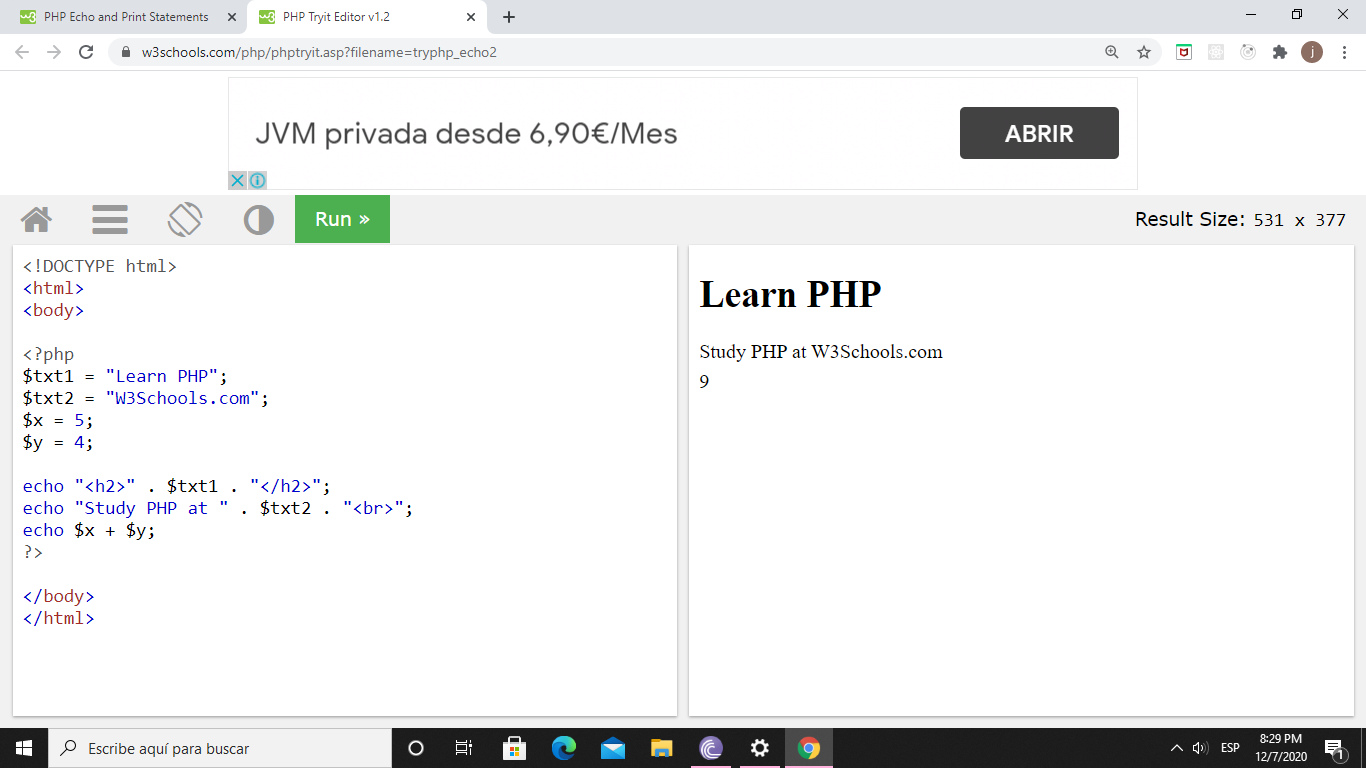 PHP Echo and Print Statements
PHP Tryit Editor v1.2
w3schools.com/php/phptryit.asp?filename=tryphp_echo2
j
JVM privada desde 6,90€/Mes
ABRIR
Run »
Result Size: 531 x 377
<!DOCTYPE html>
<html>
<body>
<?php
$txt1 = "Learn PHP";
$txt2 = "W3Schools.com";
$x = 5;
$y = 4;
echo "<h2>" . $txt1 . "</h2>";
echo "Study PHP at " . $txt2 . "<br>";
echo $x + $y;
?>
</body>
</html>
Learn PHP
Study PHP at W3Schools.com
9
Escribe aquí para buscar
ESP
8:29 PM
12/7/2020
1